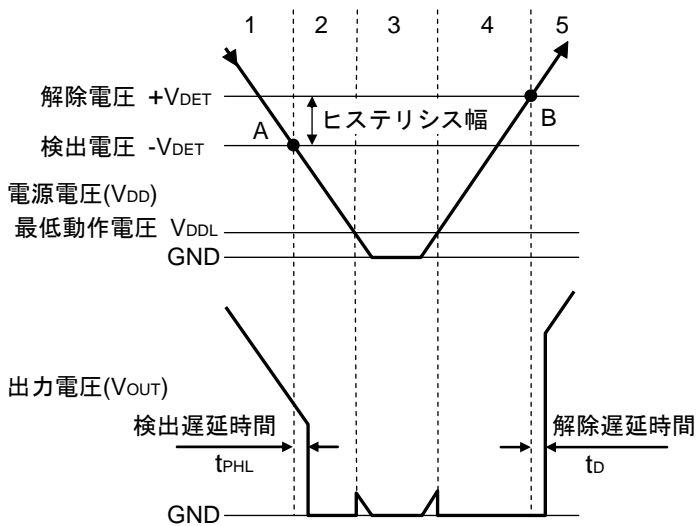 1 2 3 4 5
解除電圧 +VDET
ヒステリシス幅
A
B
検出電圧 -VDET
電源電圧(VDD)
最低動作電圧 VDDL
GND
出力電圧(VOUT)
検出遅延時間
tPHL
解除遅延時間
tD
GND